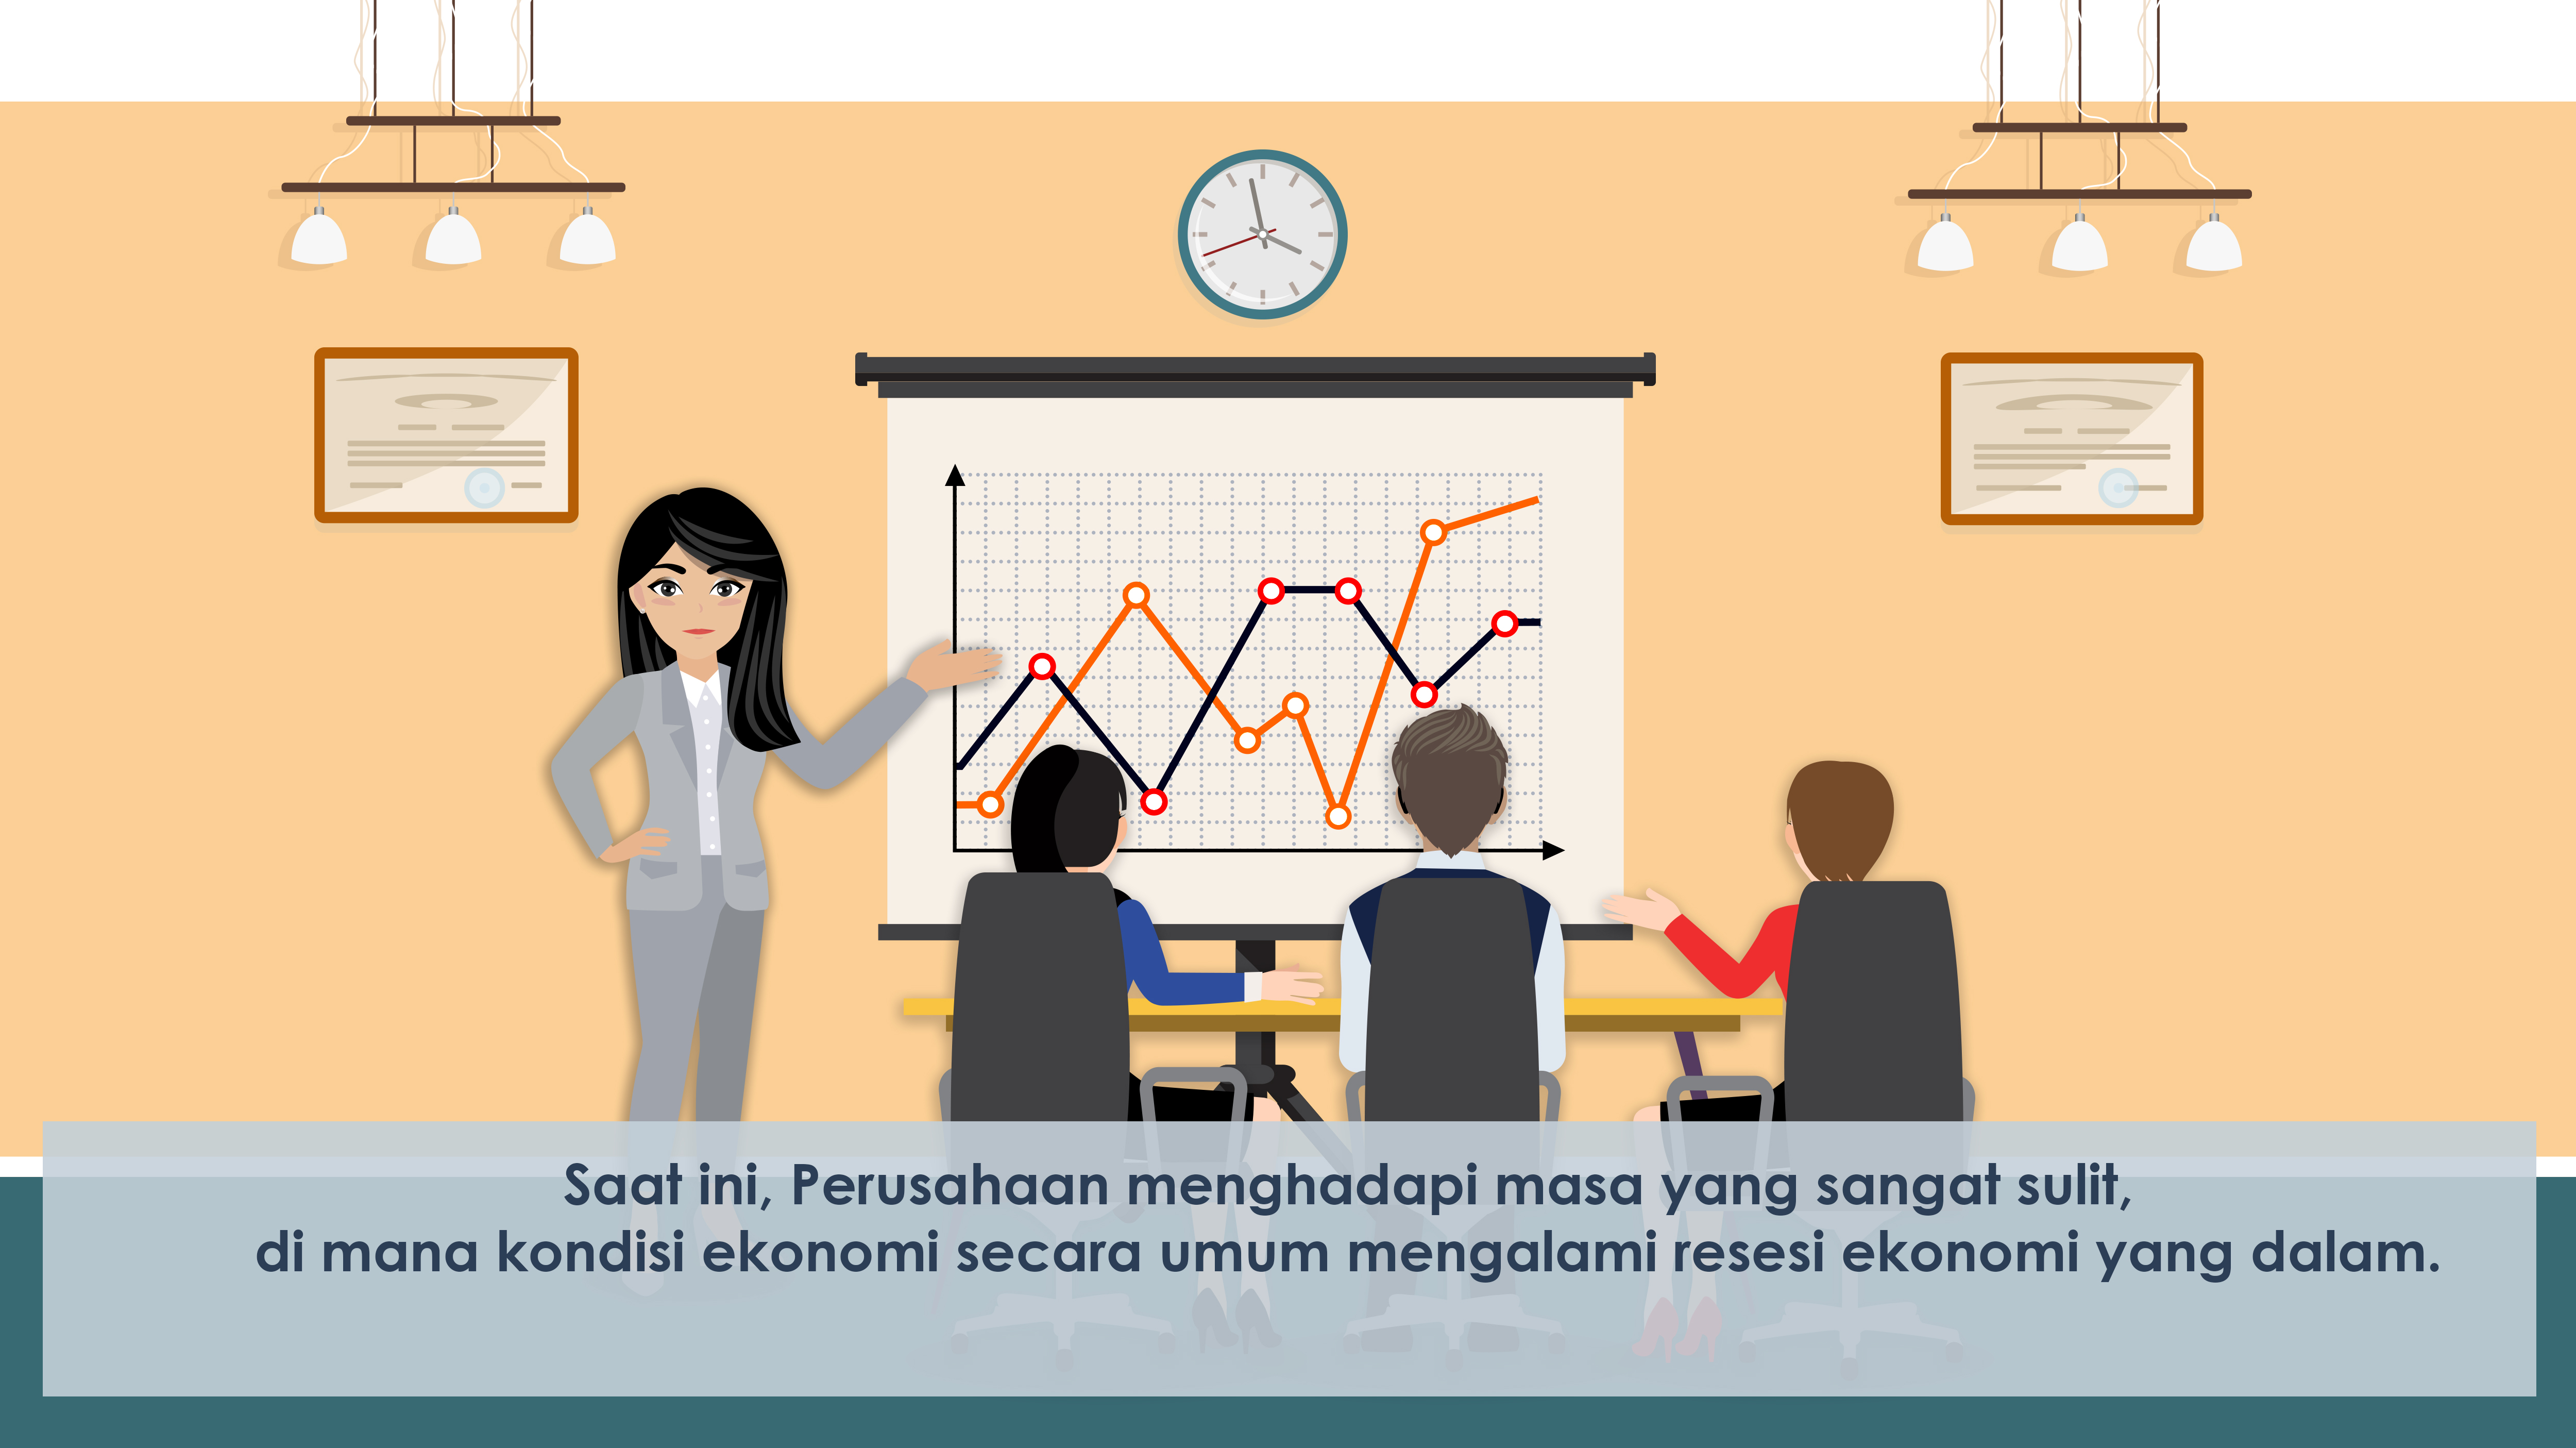 Saat ini, Perusahaan menghadapi masa yang sangat sulit,
di mana kondisi ekonomi secara umum mengalami resesi ekonomi yang dalam.